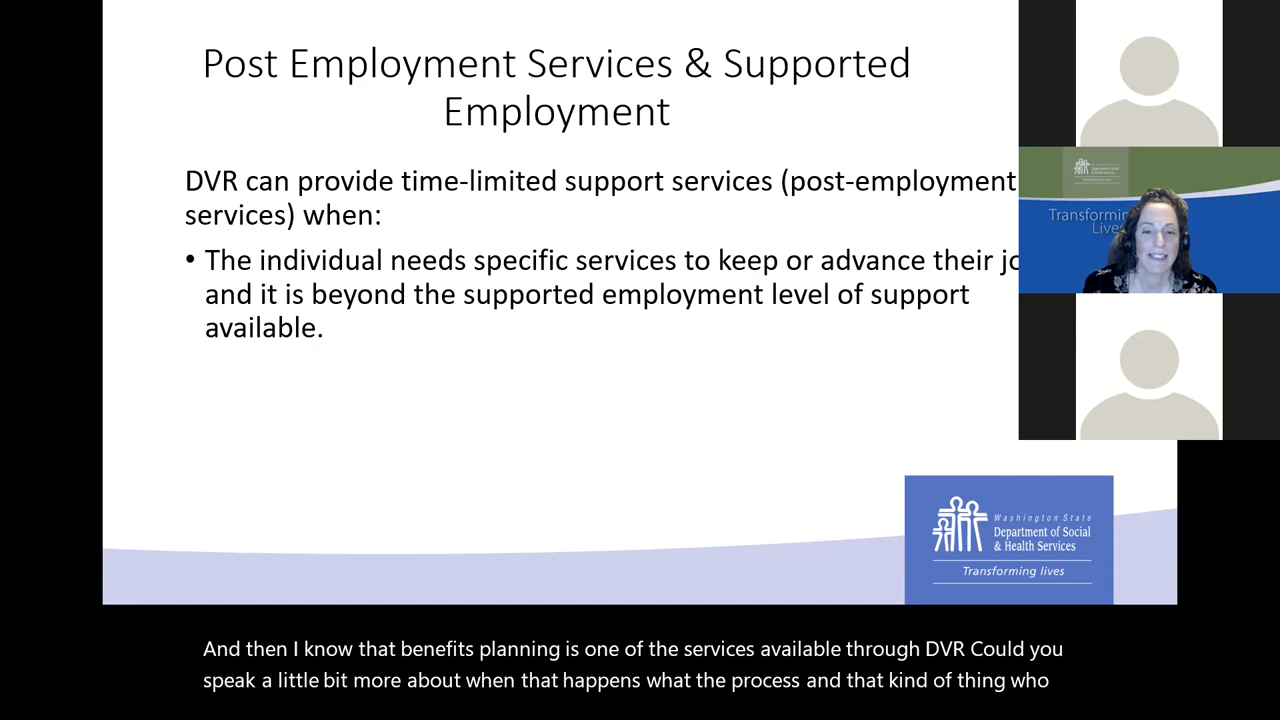 Post Employment Services & Supported
Employment
DVR can provide time-limited support services (post-employment
services) when:
• The individual needs specific services to keep or advance their jo
and it is beyond the supported employment level of support
available.
Transforming
Lives
Washington State
Department of Social
& Health Services
Transforming lives
And then I know that benefits planning is one of the services available through DVR Could you
speak a little bit more about when that happens what the process and that kind of thing who